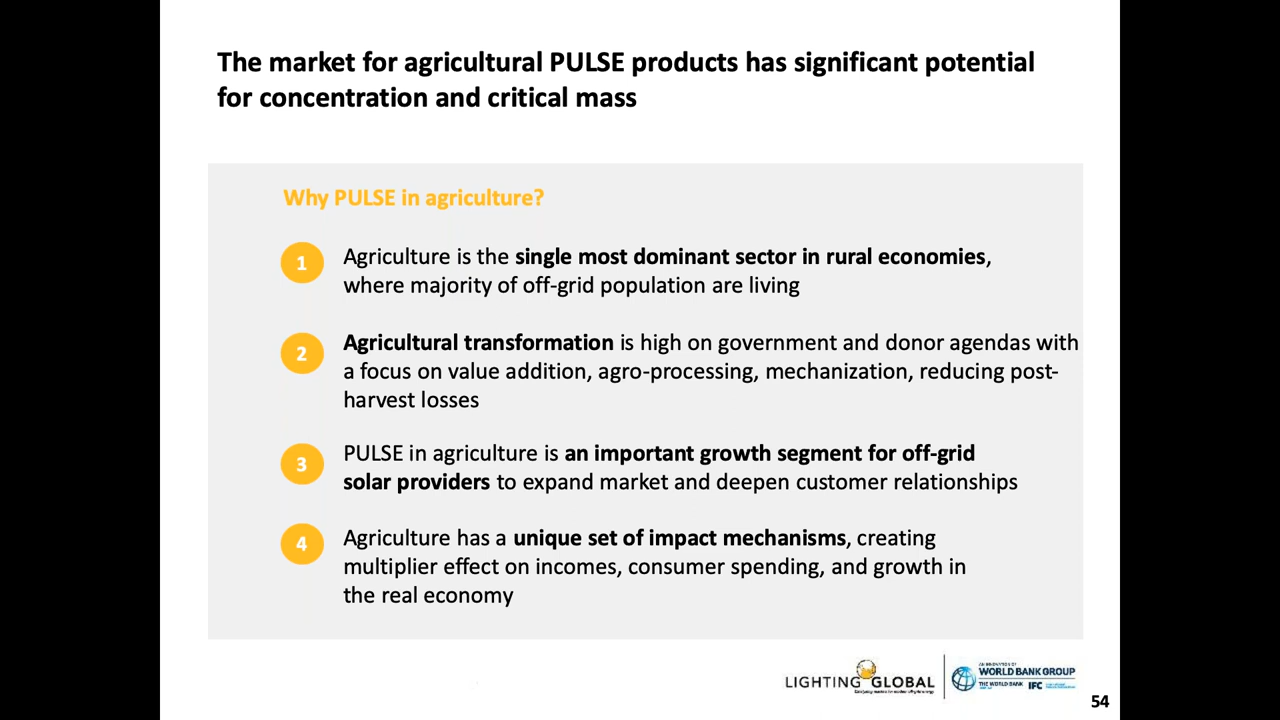 The market for agricultural PULSE products has significant potential
for concentration and critical mass
Why PULSE in agriculture?
1
Agriculture is the single most dominant sector in rural economies,
where majority of off-grid population are living
2
Agricultural transformation is high on government and donor agendas with
a focus on value addition, agro-processing, mechanization, reducing post-
harvest losses
3
PULSE in agriculture is an important growth segment for off-grid
solar providers to expand market and deepen customer relationships
4
Agriculture has a unique set of impact mechanisms, creating
multiplier effect on incomes, consumer spending, and growth in
the real economy
LIGHTING GLOBAL
AN INNOVATION OF
WORLD BANK GROUP
THE WORLD BANK IFC
54